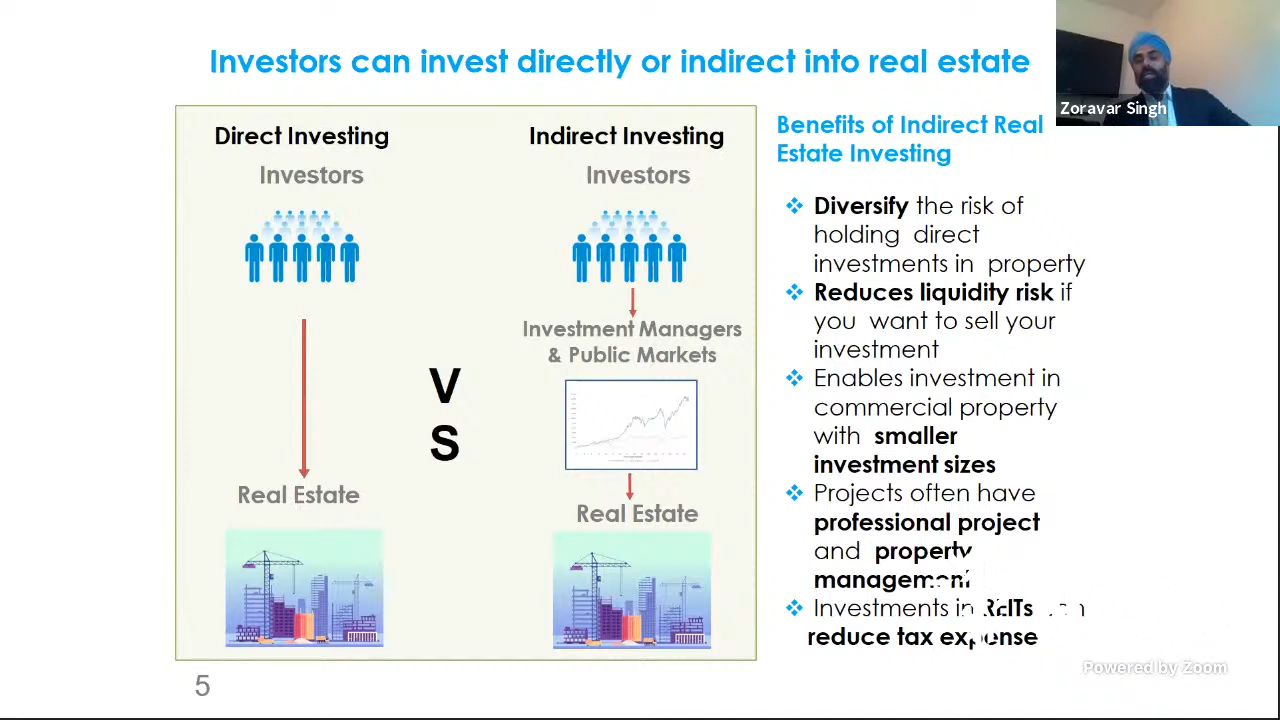 Investors can invest directly or indirect into real estate
Zoravar Singh
Direct Investing
Investors
Real Estate
V
S
Indirect Investing
Investors
Investment Managers
& Public Markets
Real Estate
Benefits of Indirect Real
Estate Investing
❖ Diversify the risk of
holding direct
investments in property
❖ Reduces liquidity risk if
you want to sell your
investment
❖ Enables investment in
commercial property
with smaller
investment sizes
❖ Projects often have
professional project
and property
management
❖ Investments in REITs
reduce tax expense
Powered by Zoom
5